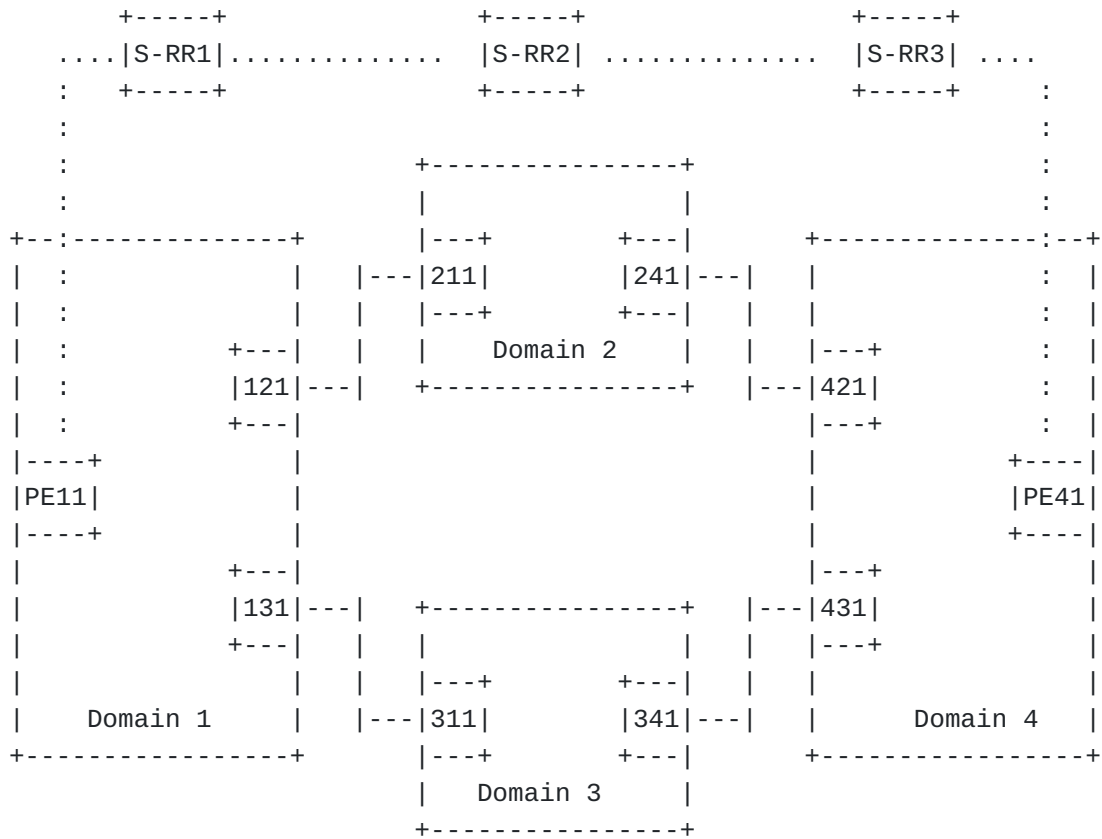 S-RR1 S-RR2 S-RR3
211 241
Domain 2
121 421
PE11 PE41
131 431
Domain 1 311 341 Domain 4
Domain 3